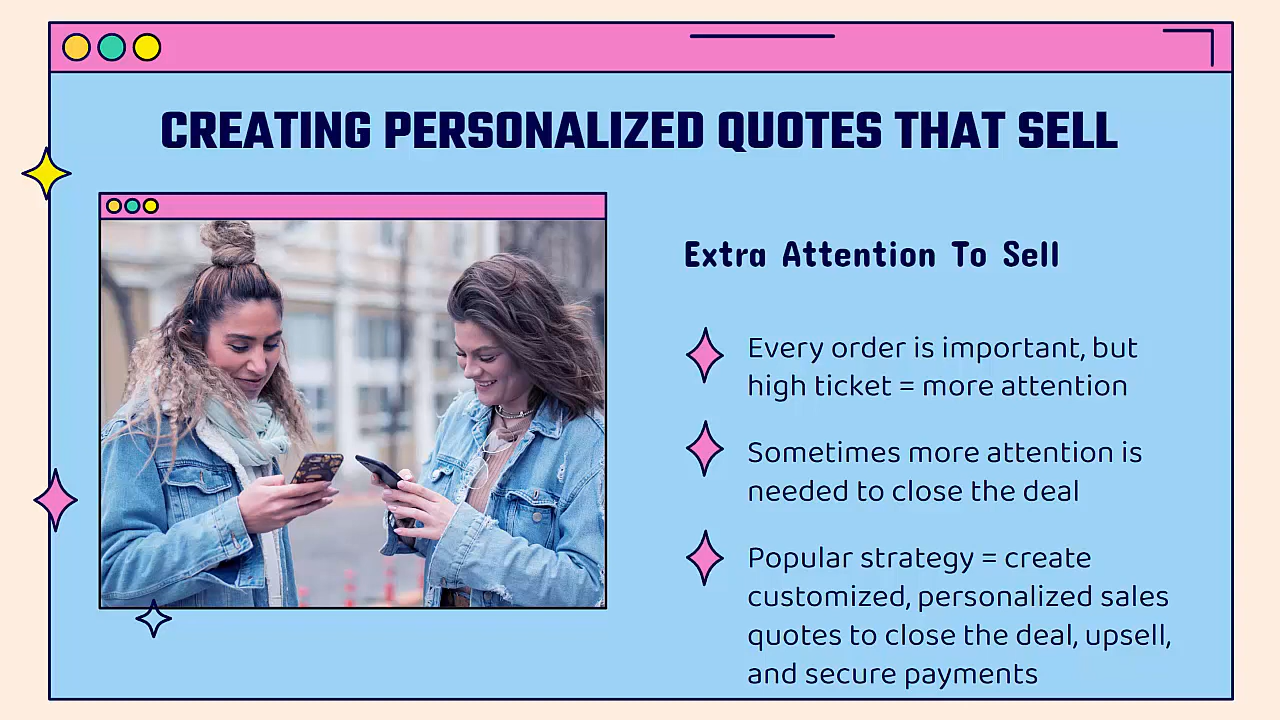 CREATING PERSONALIZED QUOTES THAT SELL
Extra Attention To Sell
Every order is important, but
high ticket = more attention
Sometimes more attention is
needed to close the deal
Popular strategy = create
customized, personalized sales
quotes to close the deal, upsell,
and secure payments